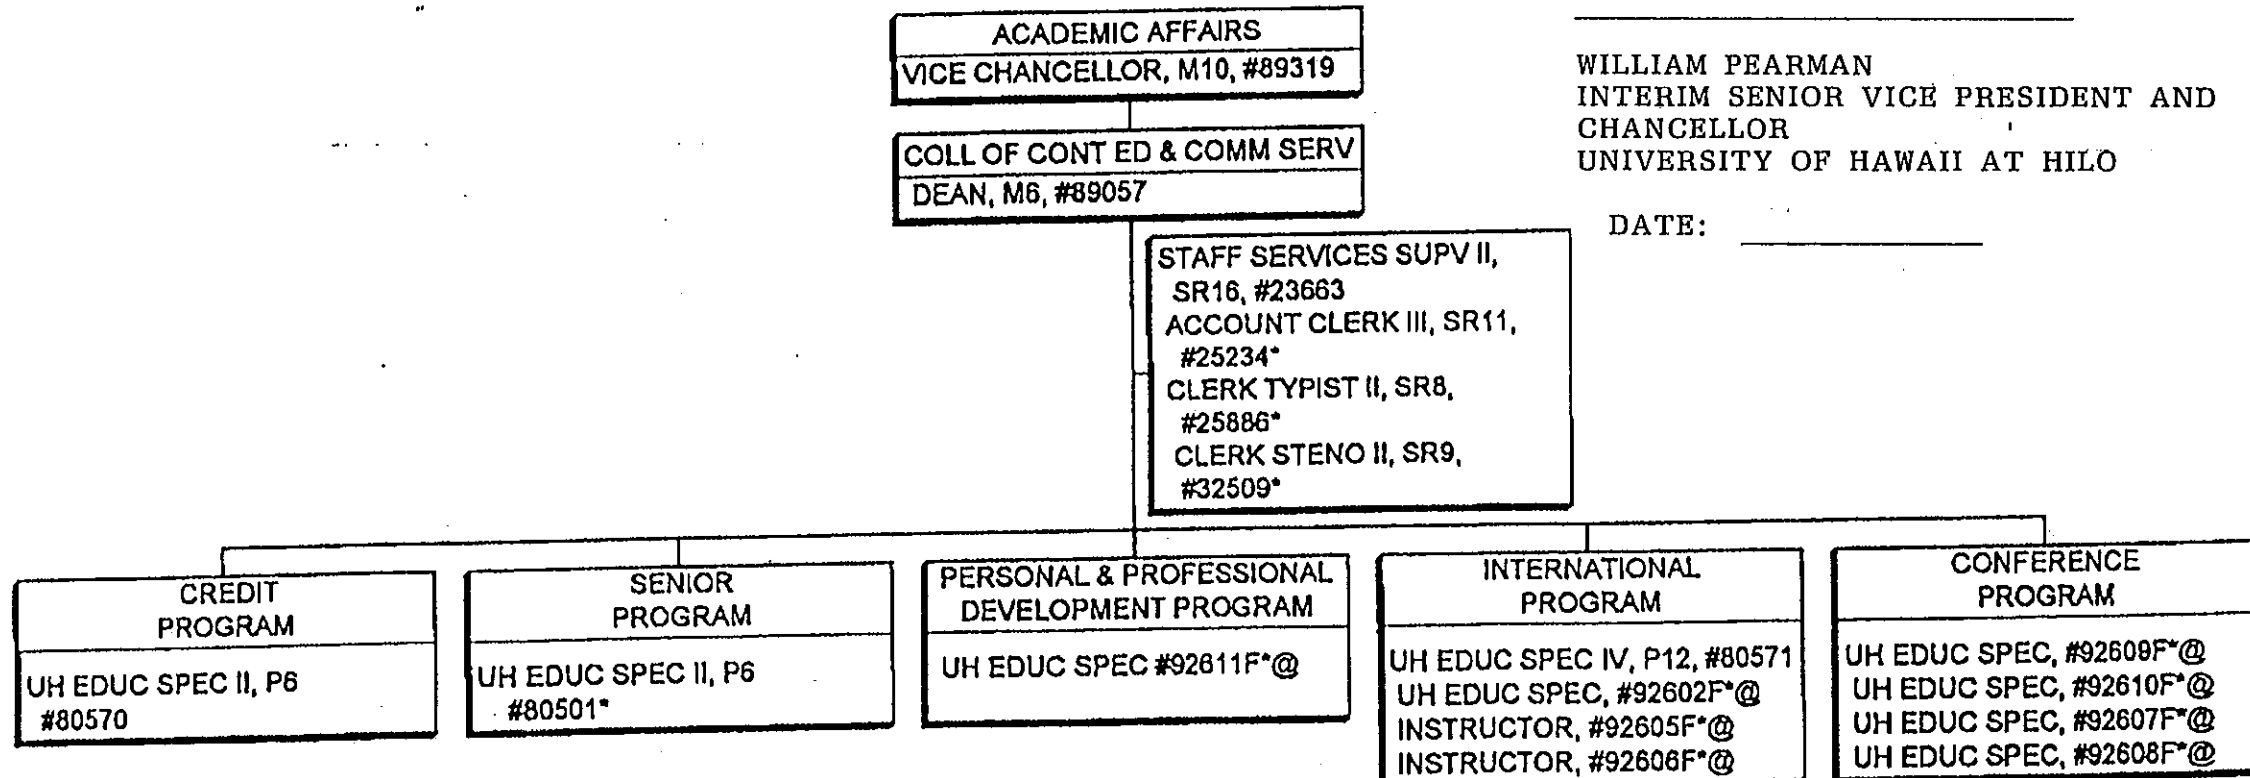 ACADEMIC AFFAIRS
VICE CHANCELLOR, M10, #89319
WILLIAM PEARMAN
INTERIM SENIOR VICE PRESIDENT AND
CHANCELLOR
UNIVERSITY OF HAWAII AT HILO
DATE:
COLL OF CONT ED & COMM SERV
DEAN, M6, #89057
STAFF SERVICES SUPV II,
SR16, #23663
ACCOUNT CLERK III, SR11,
#25234*
CLERK TYPIST II, SR8,
#25886*
CLERK STENO II, SR9,
#32509*
CREDIT
PROGRAM
UH EDUC SPEC II, P6
#80570
SENIOR
PROGRAM
UH EDUC SPEC II, P6
#80501*
PERSONAL & PROFESSIONAL
DEVELOPMENT PROGRAM
UH EDUC SPEC #92611F*@
INTERNATIONAL
PROGRAM
UH EDUC SPEC IV, P12, #80571
UH EDUC SPEC, #92602F*@
INSTRUCTOR, #92605F*@
INSTRUCTOR, #92606F*@
CONFERENCE
PROGRAM
UH EDUC SPEC, #92609F*@
UH EDUC SPEC, #92610F*@
UH EDUC SPEC, #92607F*@
UH EDUC SPEC, #92608F*@